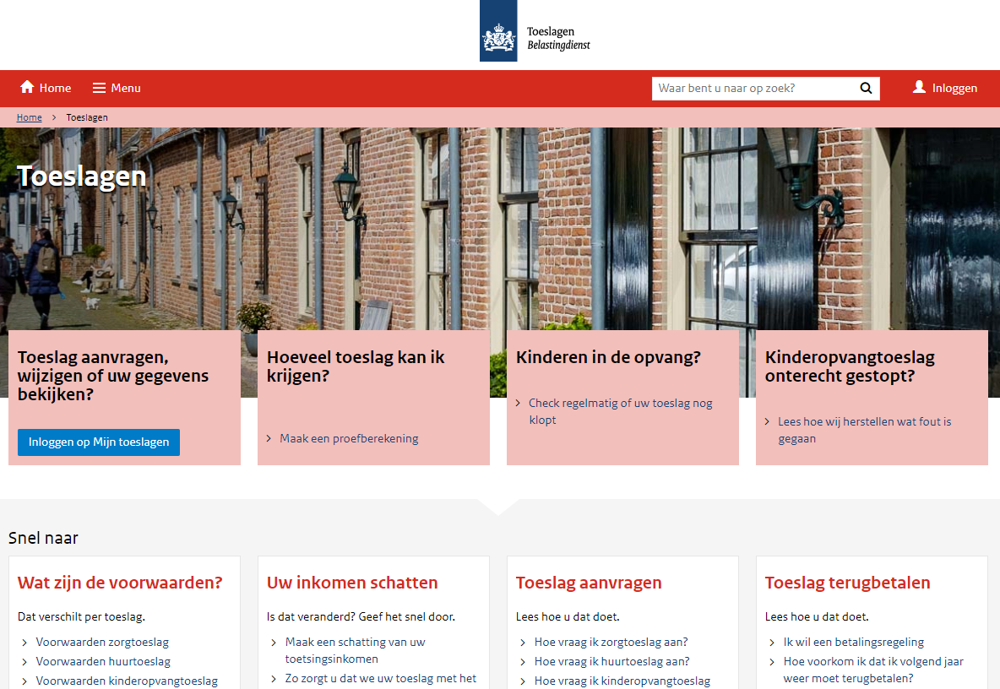 Toeslagen
Belastingdienst
Home
Menu
Waar bent u naar op zoek?
Inloggen
Home
Toeslagen
Toeslagen
Toeslag aanvragen,
wijzigen of uw gegevens
bekijken?
Inloggen op Mijn toeslagen
Hoeveel toeslag kan ik
krijgen?
Maak een proefberekening
Kinderen in de opvang?
Check regelmatig of uw toeslag nog
klopt
Kinderopvangtoeslag
onterecht gestopt?
Lees hoe wij herstellen wat fout is
gegaan
Snel naar
Wat zijn de voorwaarden?
Dat verschilt per toeslag.
Voorwaarden zorgtoeslag
Voorwaarden huurtoeslag
Voorwaarden kinderopvangtoeslag
Uw inkomen schatten
Is dat veranderd? Geef het snel door.
Maak een schatting van uw
toetsingsinkomen
Zo zorgt u dat we uw toeslag met het
Toeslag aanvragen
Lees hoe u dat doet.
Hoe vraag ik zorgtoeslag aan?
Hoe vraag ik huurtoeslag aan?
Hoe vraag ik kinderopvangtoeslag
Toeslag terugbetalen
Lees hoe u dat doet.
Ik wil een betalingsregeling
Hoe voorkom ik dat ik volgend jaar
weer moet terugbetalen?